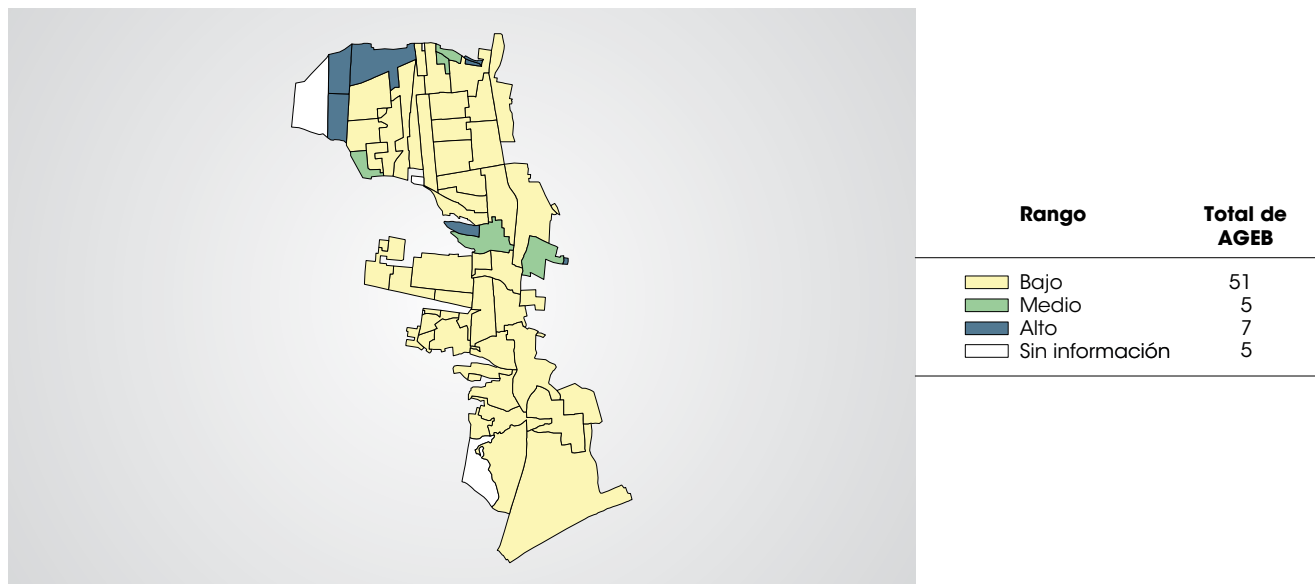 Rango Total de
AGEB
Bajo 51
Medio 5
Alto 7
Sin información 5